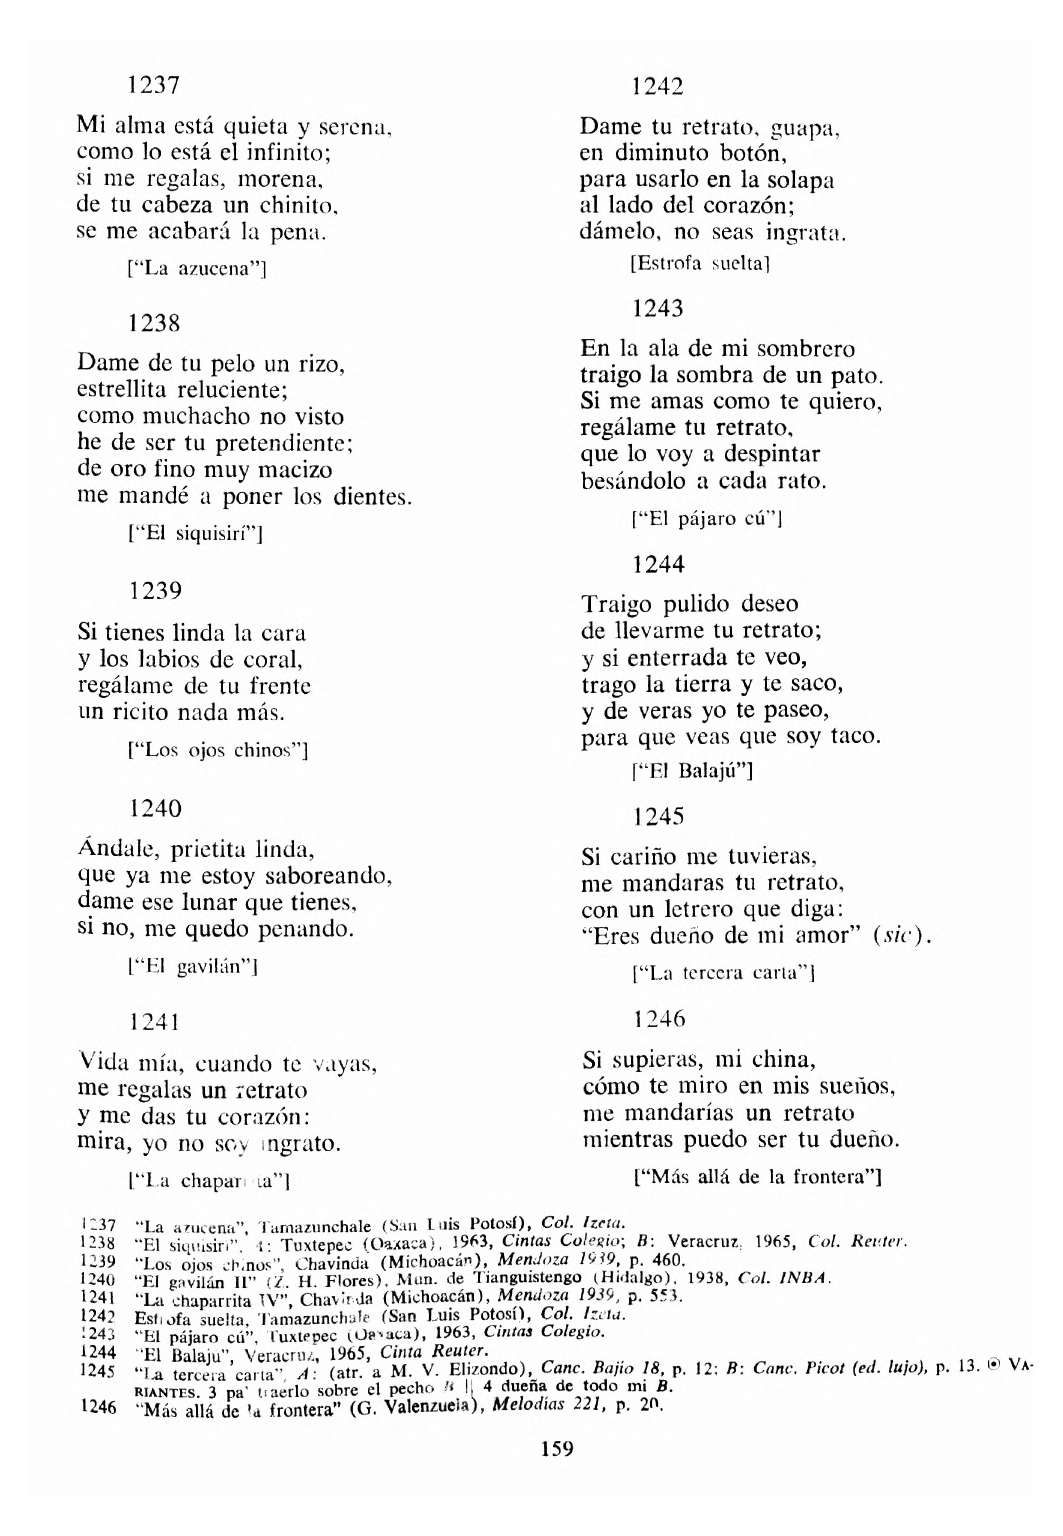 1237
Mi alma está quieta y serena,
como lo está el infinito;
si me regalas, morena,
de tu cabeza un chinito,
se me acabará la pena.
[“La azucena”]
1238
Dame de tu pelo un rizo,
estrellita reluciente;
como muchacho no visto
he de ser tu pretendiente;
de oro fino muy macizo
me mandé a poner los dientes.
[“El siquisirí”]
1239
Si tienes linda la cara
y los labios de coral,
regálame de tu frente
un ricito nada más.
[“Los ojos chinos”]
1240
Ándale, prietita linda,
que ya me estoy saboreando,
dame ese lunar que tienes,
si no, me quedo penando.
[“El gavilán”]
1241
Vida mía, cuando te vayas,
me regalas un retrato
y me das tu corazón:
mira, yo no soy ingrato.
[“La chaparrita”]
1242
Dame tu retrato, guapa,
en diminuto botón,
para usarlo en la solapa
al lado del corazón;
dámelo, no seas ingrata.
[Estrofa suelta]
1243
En la ala de mi sombrero
traigo la sombra de un pato.
Si me amas como te quiero,
regálame tu retrato,
que lo voy a despintar
besándolo a cada rato.
[“El pájaro cú”]
1244
Traigo pulido deseo
de llevarme tu retrato;
y si enterrada te veo,
trago la tierra y te saco,
y de veras yo te paseo,
para que veas que soy taco.
[“El Balajú”]
1245
Si cariño me tuvieras,
me mandaras tu retrato,
con un letrero que diga:
“Eres dueño de mi amor” (sic).
[“La tercera carta”]
1246
Si supieras, mi china,
cómo te miro en mis sueños,
me mandarías un retrato
mientras puedo ser tu dueño.
[“Más allá de la frontera”]
1237 “La azucena”, Tamazunchale (San Luis Potosí), Col. Izeta.
1238 “El siquisirí”. A: Tuxtepec (Oaxaca), 1963, Cintas Colegio; B: Veracruz, 1965, Col. Reuter.
1239 “Los ojos chinos”, Chavinda (Michoacán), Mendoza 1939, p. 460.
1240 “El gavilán II” (Z. H. Flores), Mun. de Tianguistengo (Hidalgo), 1938, Col. INBA.
1241 “La chaparrita IV”, Chavinda (Michoacán), Mendoza 1939, p. 553.
1242 Estrofa suelta, Tamazunchale (San Luis Potosí), Col. Izeta.
1243 “El pájaro cú”, Tuxtepec (Oaxaca), 1963, Cintas Colegio.
1244 “El Balajú”, Veracruz, 1965, Cinta Reuter.
1245 “La tercera carta”, A: (atr. a M. V. Elizondo), Canc. Bajío 18, p. 12; B: Canc. Picot (ed. lujo), p. 13. ⦿ VA-
RIANTES. 3 pa' traerlo sobre el pecho B || 4 dueña de todo mi B.
1246 “Más allá de la frontera” (G. Valenzuela), Melodías 221, p. 20.
159